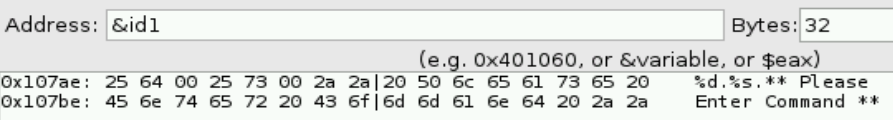 Address: &id1 Bytes: 32
(e.g. 0x401060, or &variable, or $eax)
0x107ae: 25 64 00 25 73 00 2a 2a|20 50 6c 65 61 73 65 20 %d.%s.** Please
0x107be: 45 6e 74 65 72 20 43 6f|6d 6d 61 6e 64 20 2a 2a Enter Command **